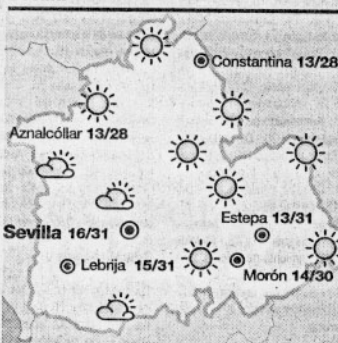 Constantina 13/28
Aznalcóllar 13/28
Estepa 13/31
Sevilla 16/31
Lebrija 15/31
Morón 14/30